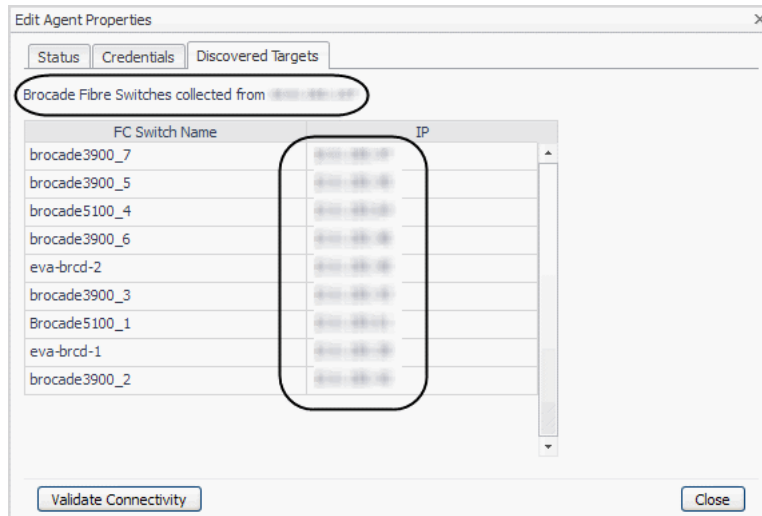 Edit Agent Properties
Status Credentials Discovered Targets
Brocade Fibre Switches collected from
FC Switch Name IP
brocade3900_7
brocade3900_5
brocade5100_4
brocade3900_6
eva-brcd-2
brocade3900_3
Brocade5100_1
eva-brcd-1
brocade3900_2
Validate Connectivity Close